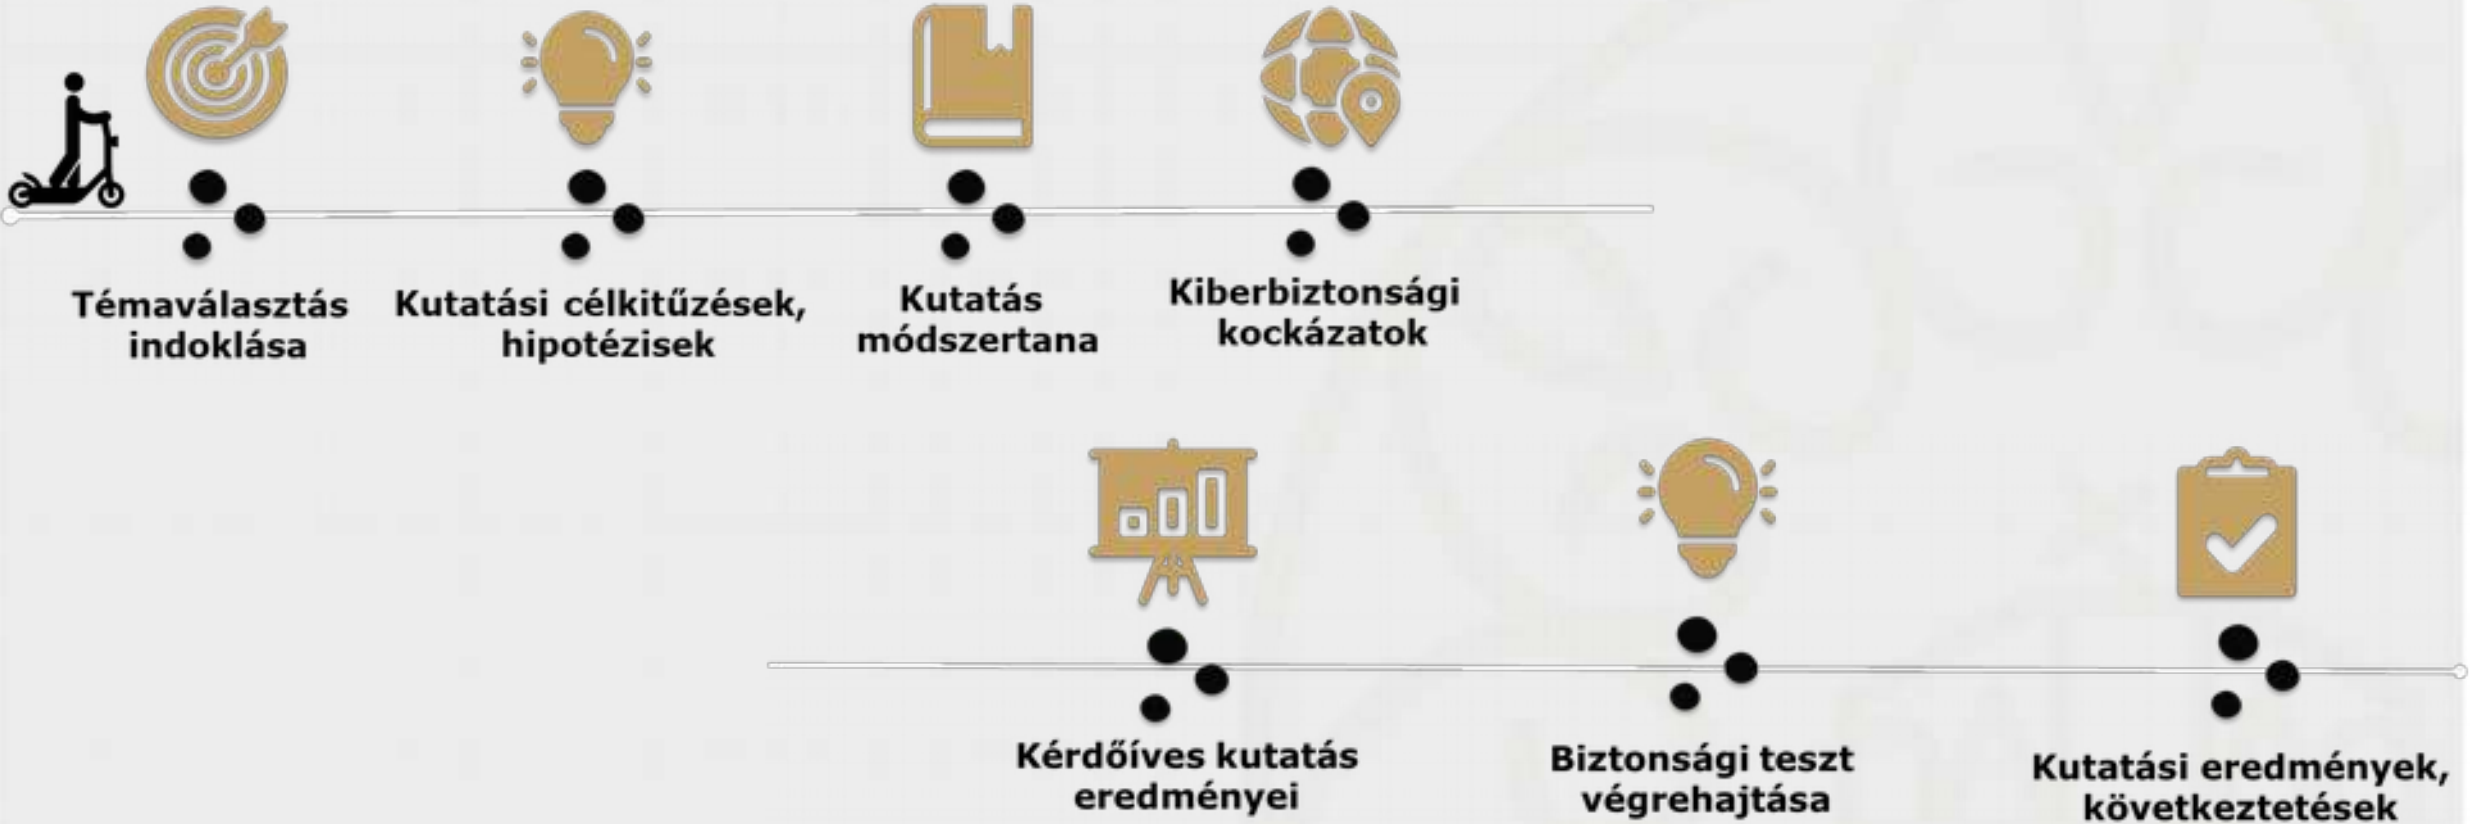 Témaválasztás
indoklása
Kutatási célkitűzések,
hipotézisek
Kutatás
módszertana
Kiberbiztonsági
kockázatok
Kérdőíves kutatás
eredményei
Biztonsági teszt
végrehajtása
Kutatási eredmények,
következtetések